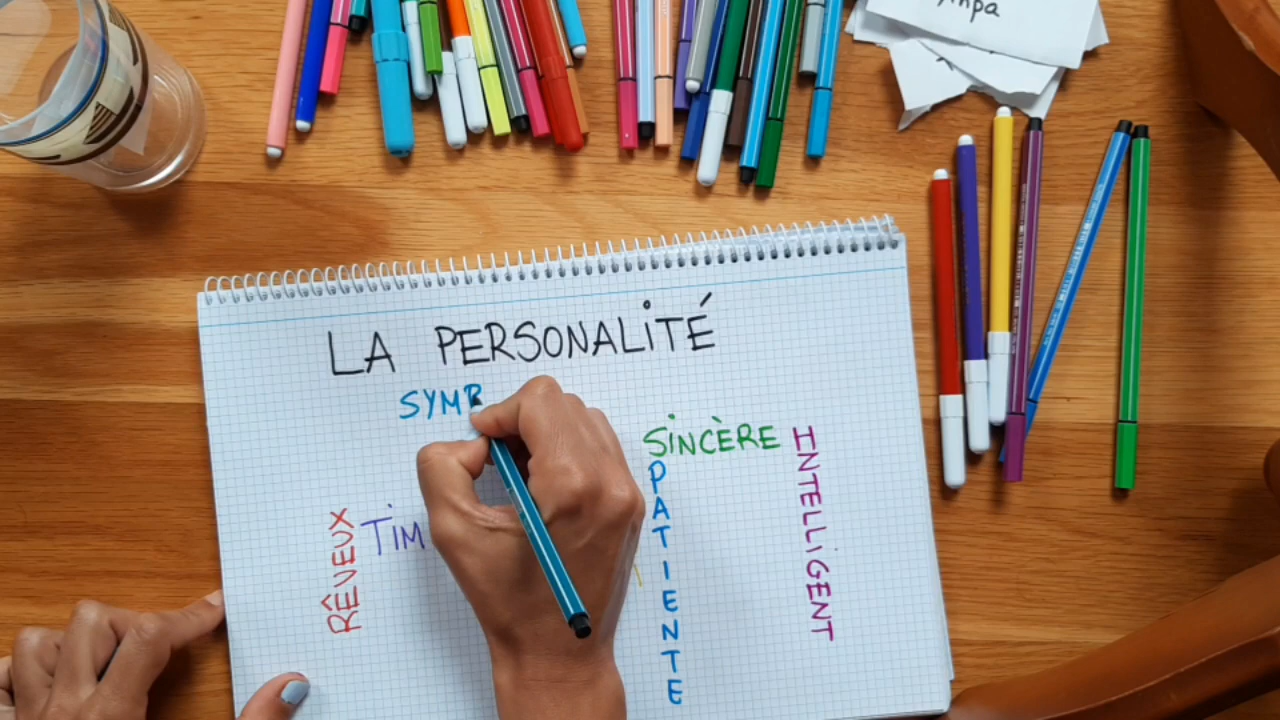 LA PERSONALITÉ
SYMP
SINCÈRE
INTELLIGENT
PATIENTE
RÊVEUX
TIM